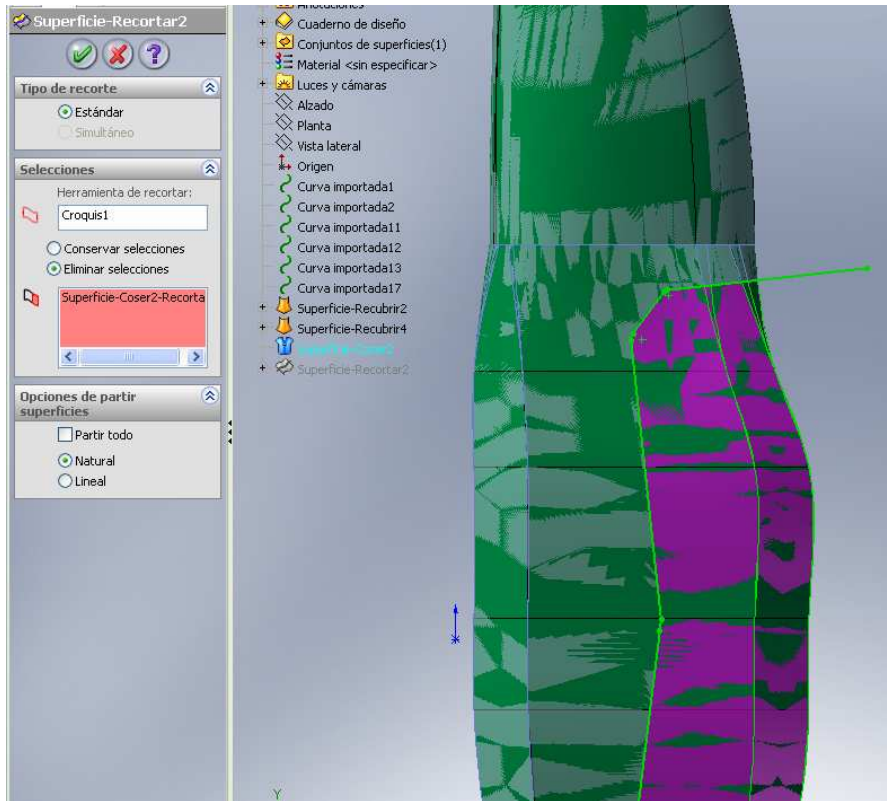 Superficie-Recortar2
Tipo de recorte
Estándar
Simultáneo
Selecciones
Herramienta de recortar:
Croquis1
Conservar selecciones
Eliminar selecciones
Superficie-Coser2-Recorta
Opciones de partir
superficies
Partir todo
Natural
Lineal
Anotaciones
Cuaderno de diseño
Conjuntos de superficies(1)
Material <sin especificar>
Luces y cámaras
Alzado
Planta
Vista lateral
Origen
Curva importada1
Curva importada2
Curva importada11
Curva importada12
Curva importada13
Curva importada17
Superficie-Recubrir2
Superficie-Recubrir4
Superficie-Coser2
Superficie-Recortar2
Y